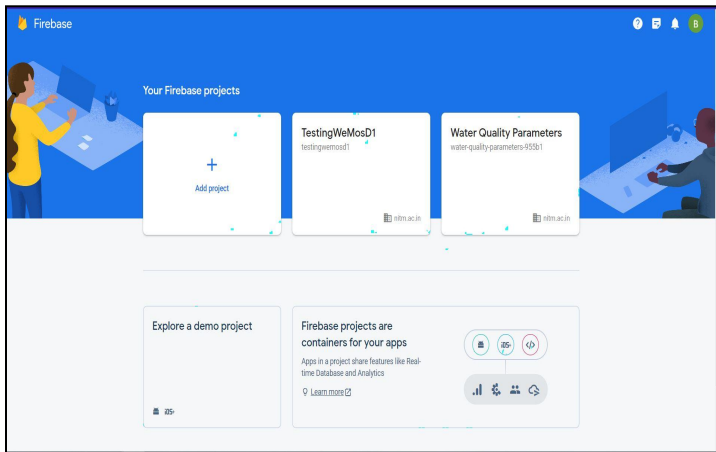 Firebase
B
Your Firebase projects
+
Add project
TestingWeMosD1
testingwemosd1
nitm.ac.in
Water Quality Parameters
water-quality-parameters-955b1
nitm.ac.in
Explore a demo project
iOS+
Firebase projects are
containers for your apps
Apps in a project share features like Real-
time Database and Analytics
Learn more
iOS+
</>